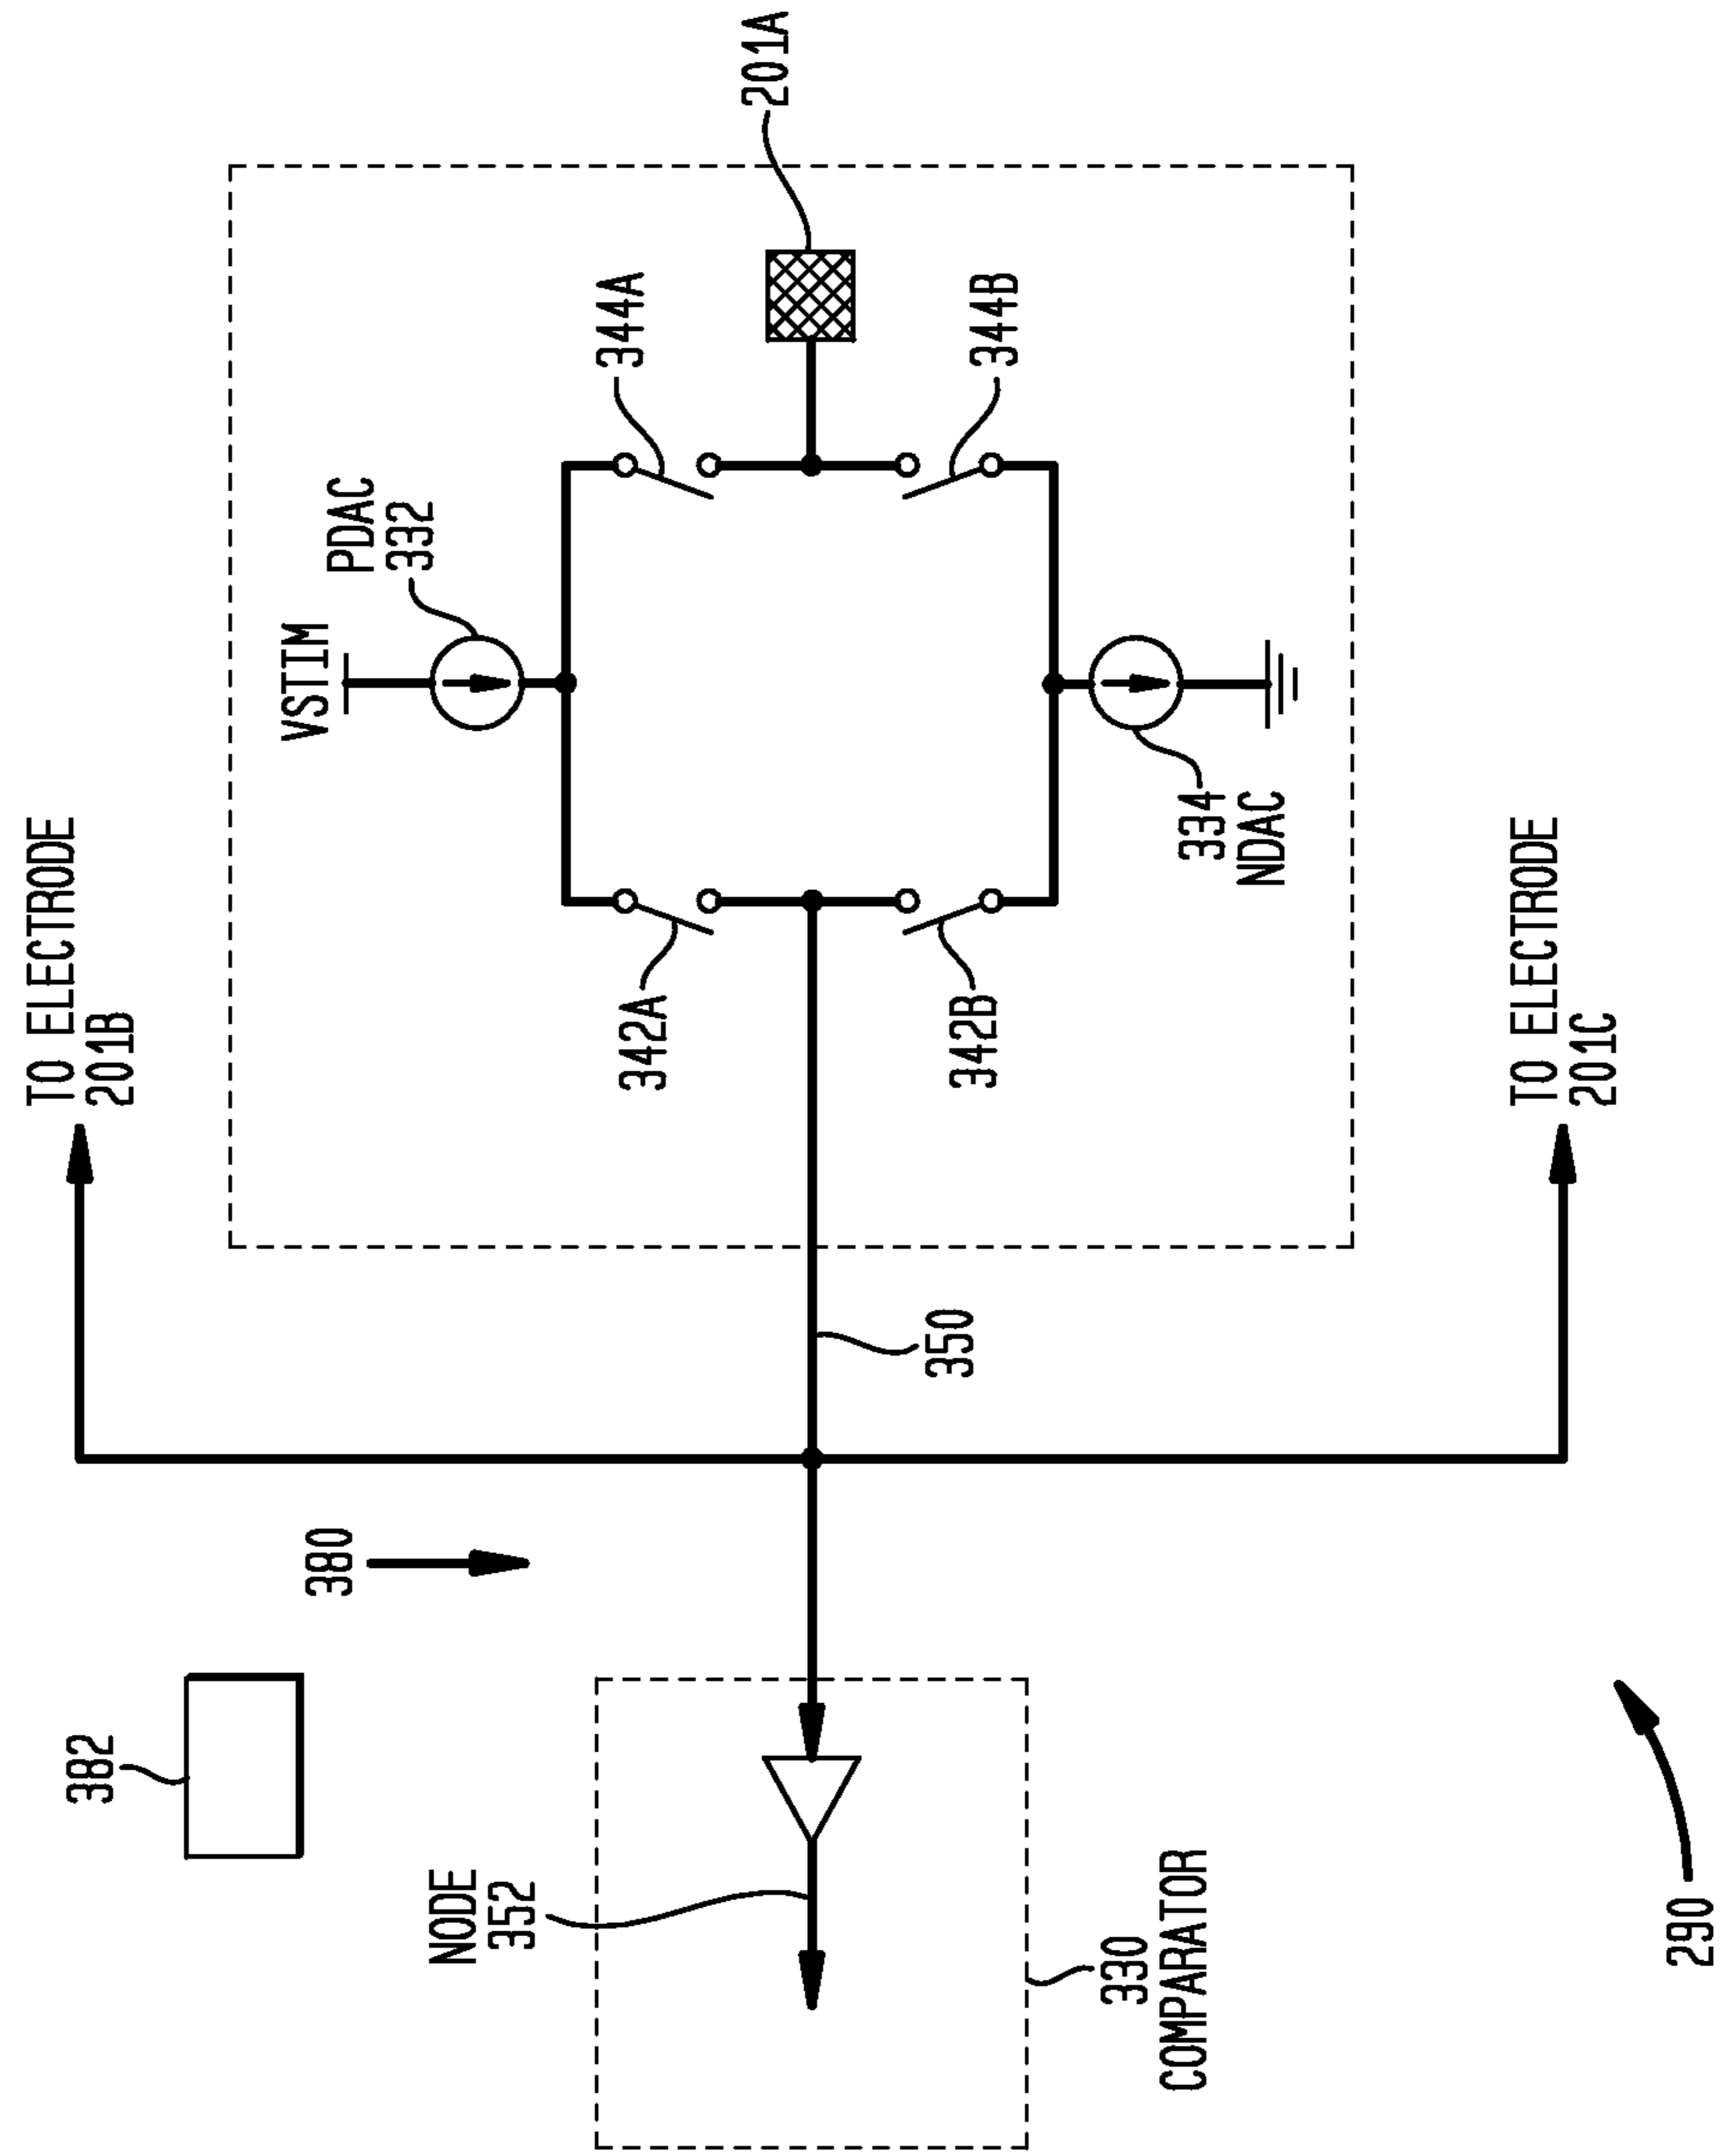 TO ELECTRODE
201B
VSTIM
PDAC
332
344A
201A
342A
342B
344B
334
NDAC
TO ELECTRODE
201C
350
380
382
NODE
352
330
COMPARATOR
290